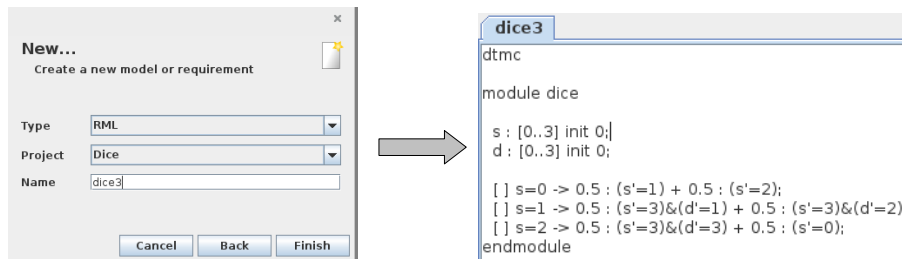 New...
Create a new model or requirement
Type RML
Project Dice
Name dice3
Cancel Back Finish
dice3
dtmc
module dice
s : [0..3] init 0;
d : [0..3] init 0;
[ ] s=0 -> 0.5 : (s'=1) + 0.5 : (s'=2);
[ ] s=1 -> 0.5 : (s'=3)&(d'=1) + 0.5 : (s'=3)&(d'=2)
[ ] s=2 -> 0.5 : (s'=3)&(d'=3) + 0.5 : (s'=0);
endmodule